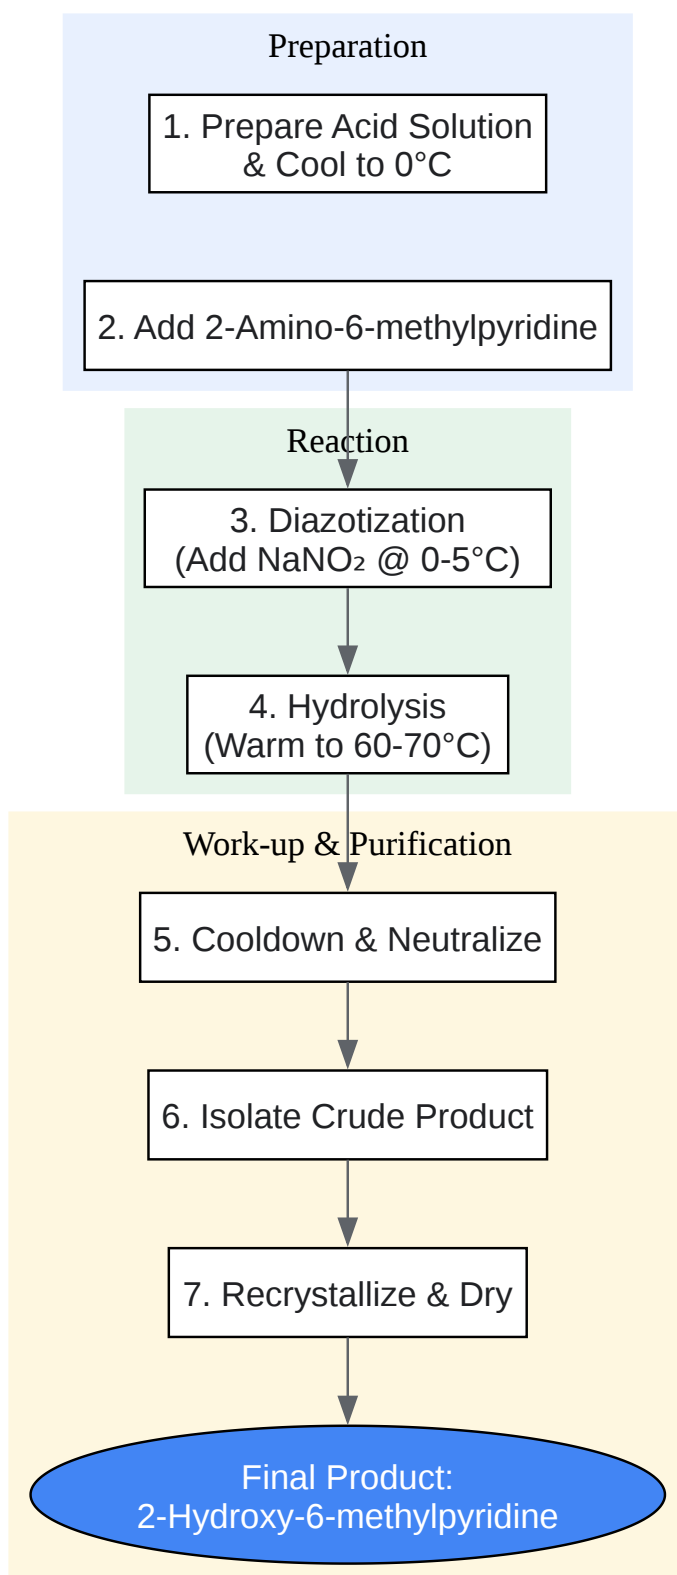 Preparation
1. Prepare Acid Solution
& Cool to 0°C
2. Add 2-Amino-6-methylpyridine
Reaction
3. Diazotization
(Add NaNO₂ @ 0-5°C)
4. Hydrolysis
(Warm to 60-70°C)
Work-up & Purification
5. Cooldown & Neutralize
6. Isolate Crude Product
7. Recrystallize & Dry
Final Product:
2-Hydroxy-6-methylpyridine